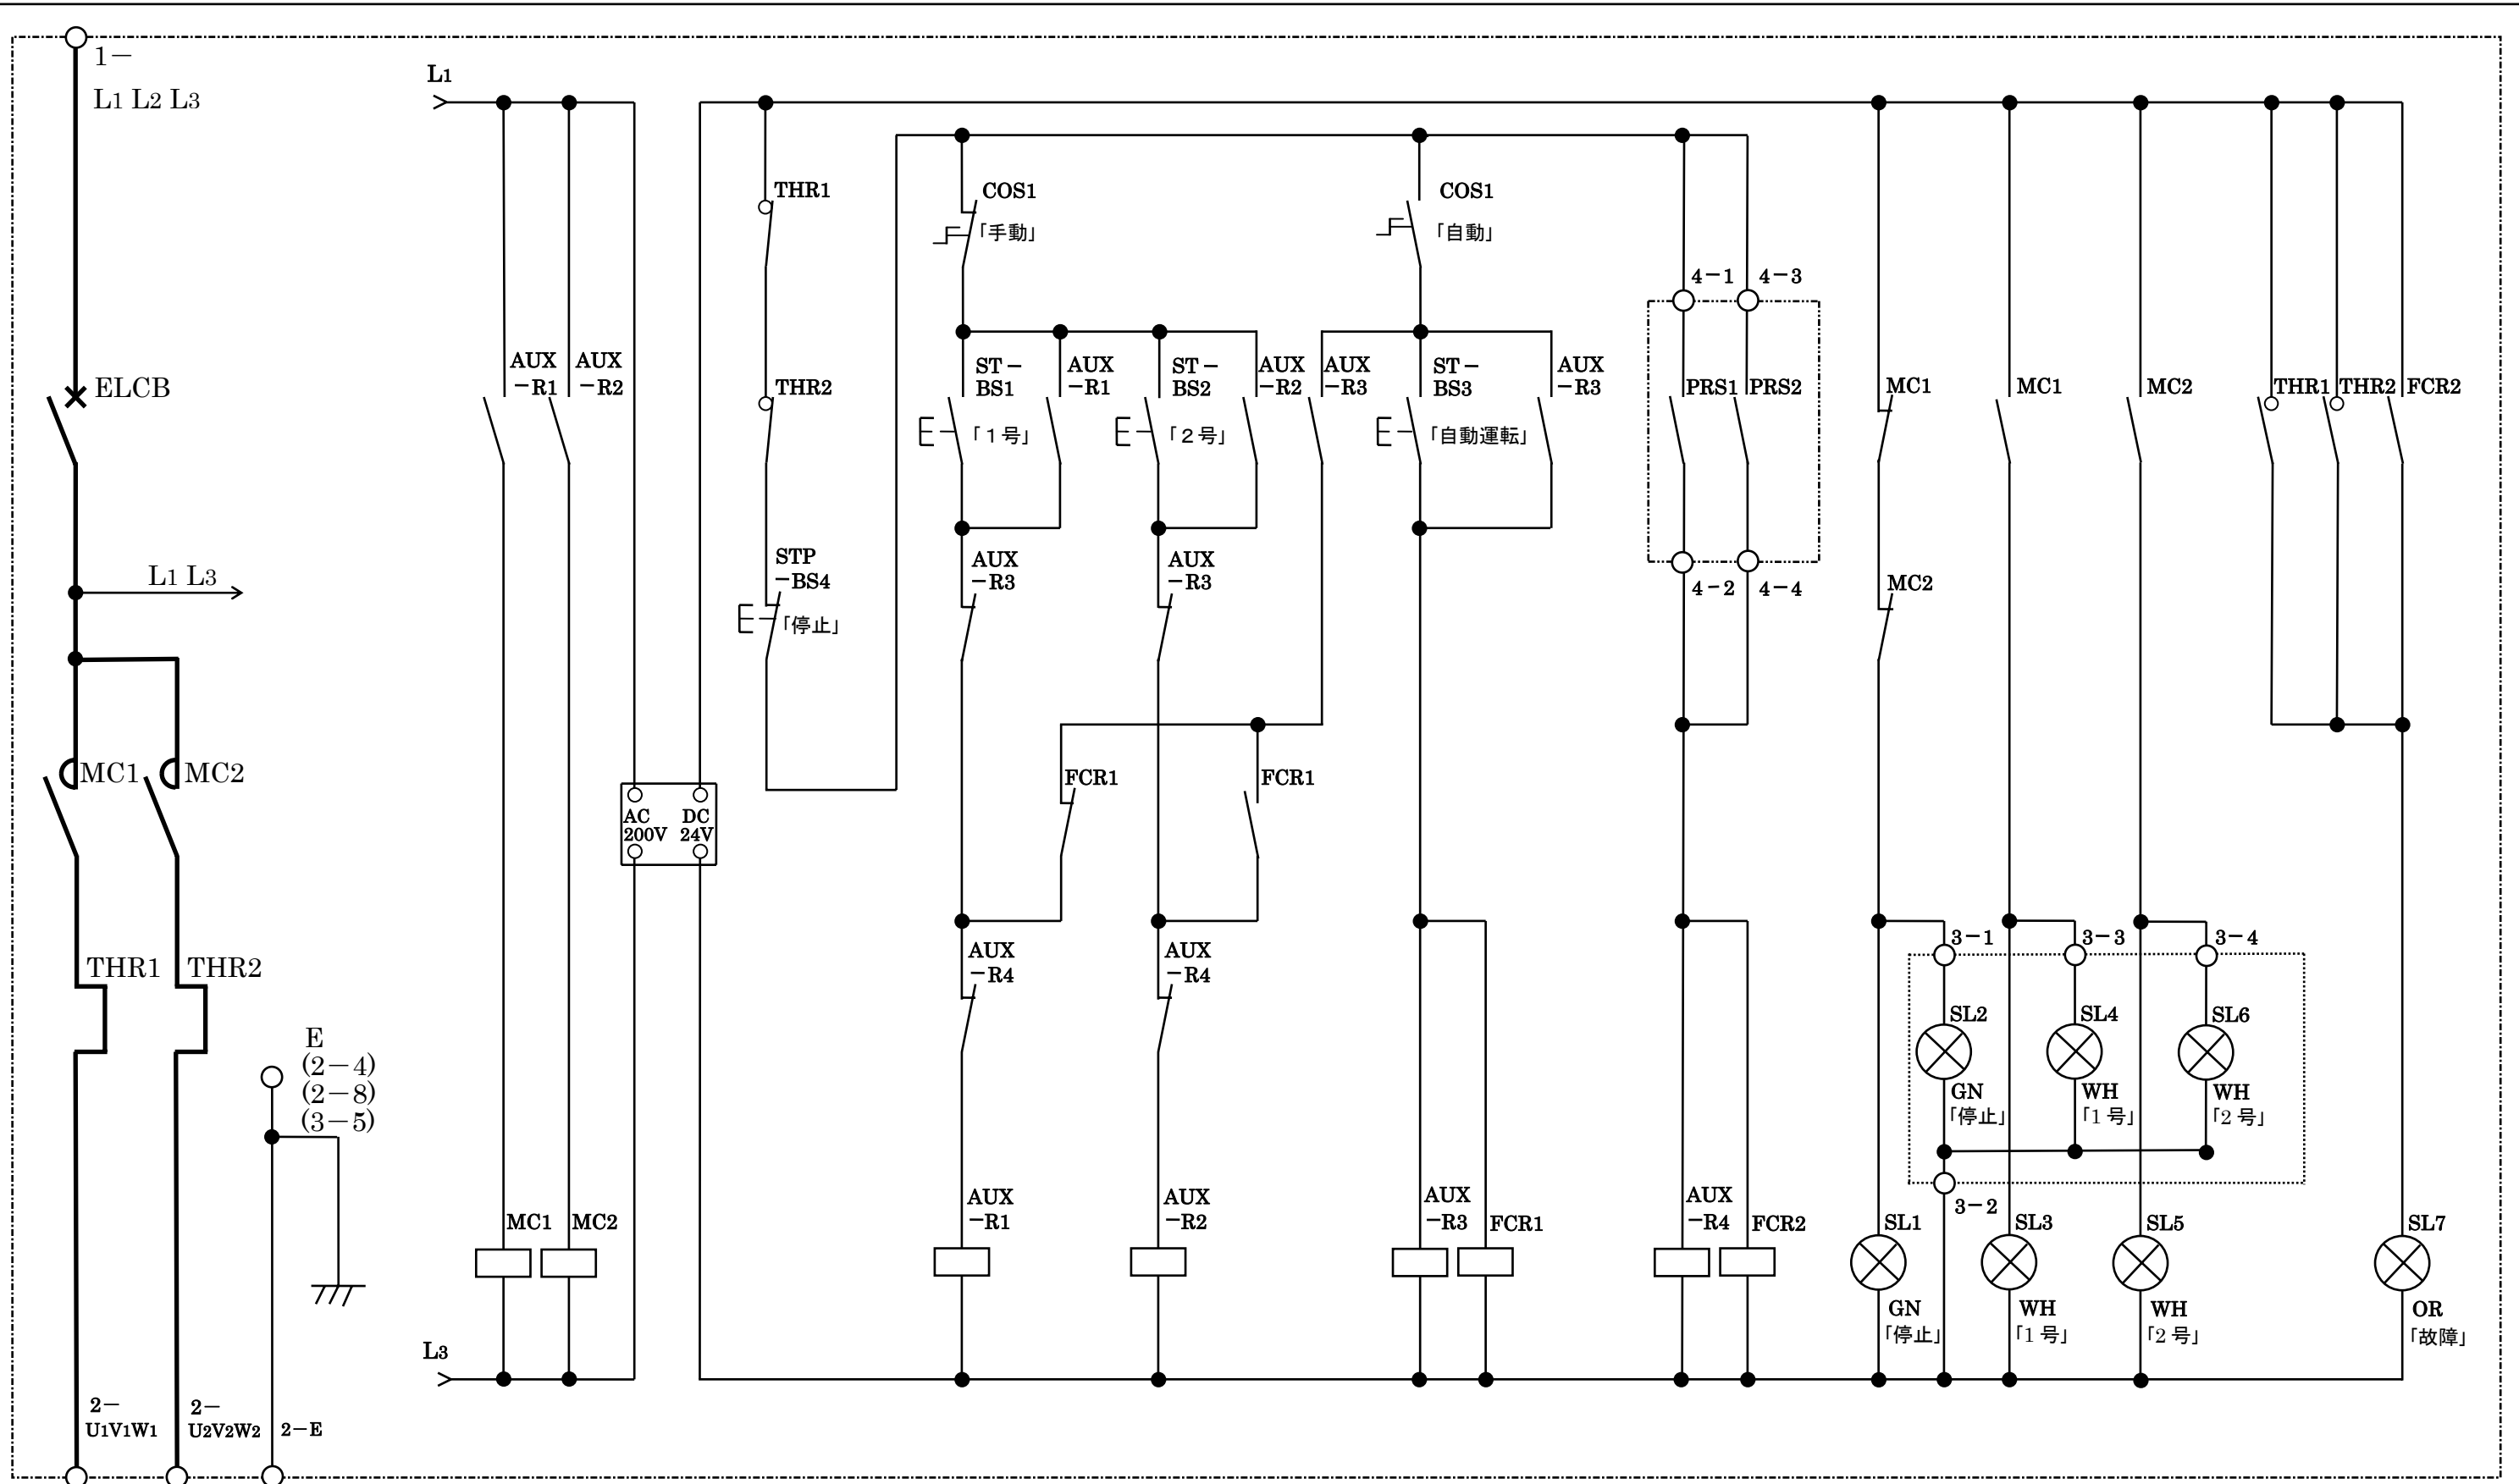 1－
L1 L2 L3
ELCB
L1 L3
MC1
MC2
THR1
THR2
E
(2－4)
(2－8)
(3－5)
2－
U1V1W1
2－
U2V2W2
2－E
L1
AUX
－R1
AUX
－R2
MC1
MC2
L3
AC
200V
DC
24V
THR1
THR2
STP
－BS4
「停止」
COS1
「手動」
ST－
BS1
「１号」
AUX
－R1
ST－
BS2
「２号」
AUX
－R2
AUX
－R3
AUX
－R3
AUX
－R3
FCR1
FCR1
AUX
－R4
AUX
－R4
AUX
－R1
AUX
－R2
COS1
「自動」
ST－
BS3
「自動運転」
AUX
－R3
AUX
－R3
FCR1
4－1
4－3
PRS1
PRS2
4－2
4－4
AUX
－R4
FCR2
MC1
MC2
MC1
MC2
THR1
THR2
FCR2
3－1
3－3
3－4
SL2
GN
「停止」
SL4
WH
「1 号」
SL6
WH
「2 号」
3－2
SL1
GN
「停止」
SL3
WH
「1 号」
SL5
WH
「2 号」
SL7
OR
「故障」